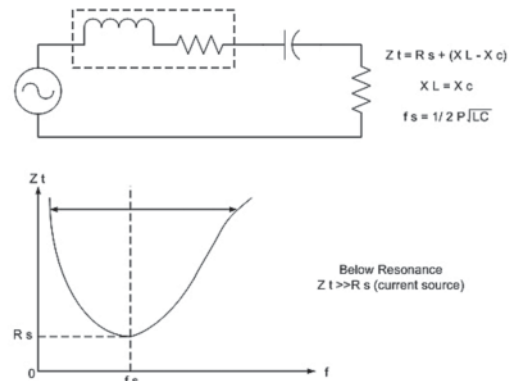 Z t = R s + (X L - X c)
X L = X c
f s = 1/ 2 P√LC
Z t
Below Resonance
Z t >>R s (current source)
R s
0
f s
f